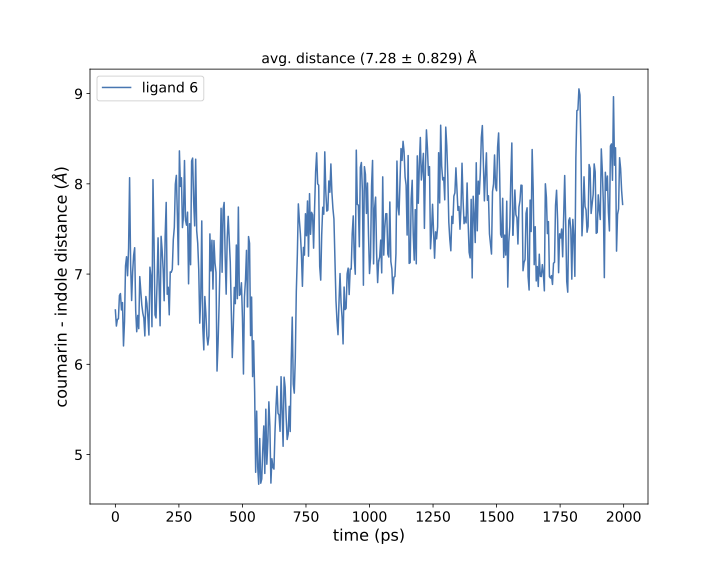 avg. distance (7.28 ± 0.829) Å
ligand 6
coumarin - indole distance (Å)
9
8
7
6
5
0 250 500 750 1000 1250 1500 1750 2000
time (ps)